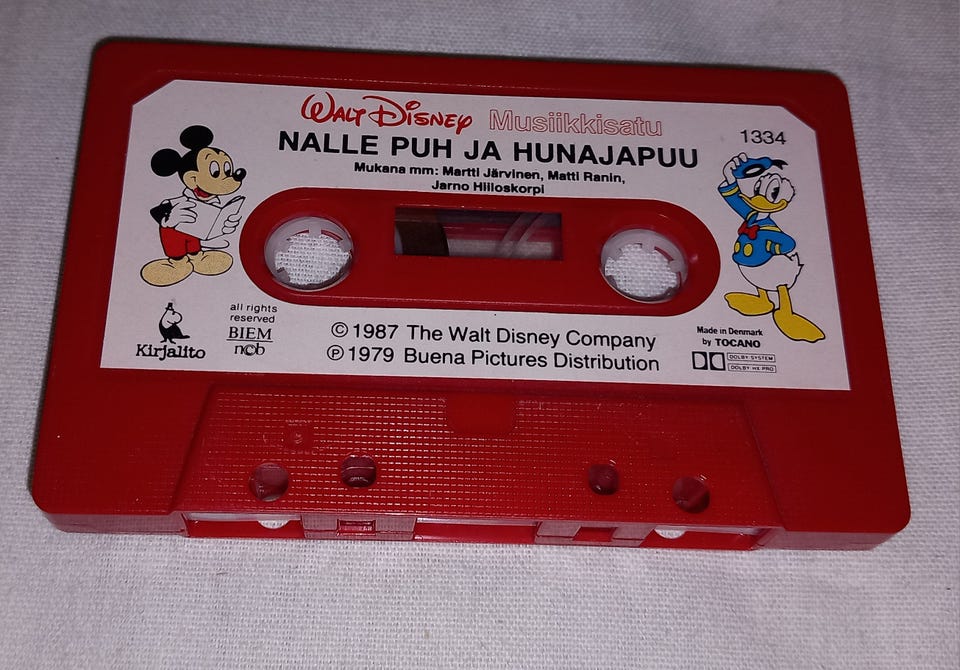 WALT DISNEY Musiikkisatu
1334
NALLE PUH JA HUNAJAPUU
Mukana mm: Martti Järvinen, Matti Ranin,
Jarno Hiiloskorpi
Kirjalito
all rights
reserved
BIEM
ncb
© 1987 The Walt Disney Company
℗ 1979 Buena Pictures Distribution
Made in Denmark
by TOCANO
DOLBY SYSTEM
DOLBY HX PRO